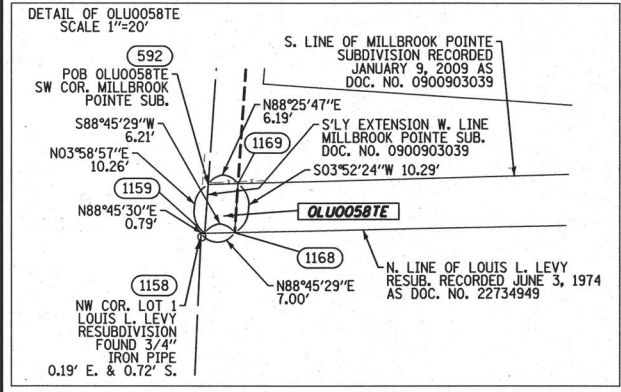 DETAIL OF OLU0058TE
SCALE 1"=20'
592
POB OLU0058TE
SW COR. MILLBROOK
POINTE SUB.
S88°45'29"W
6.21'
N03°58'57"E
10.26'
1159
N88°45'30"E
0.79'
1158
NW COR. LOT 1
LOUIS L. LEVY
RESUBDIVISION
FOUND 3/4"
IRON PIPE
0.19' E. & 0.72' S.
S. LINE OF MILLBROOK POINTE
SUBDIVISION RECORDED
JANUARY 9, 2009 AS
DOC. NO. 0900903039
N88°25'47"E
6.19'
1169
S'LY EXTENSION W. LINE
MILLBROOK POINTE SUB.
DOC. NO. 0900903039
S03°52'24"W 10.29'
OLU0058TE
1168
N88°45'29"E
7.00'
N. LINE OF LOUIS L. LEVY
RESUB. RECORDED JUNE 3, 1974
AS DOC. NO. 22734949